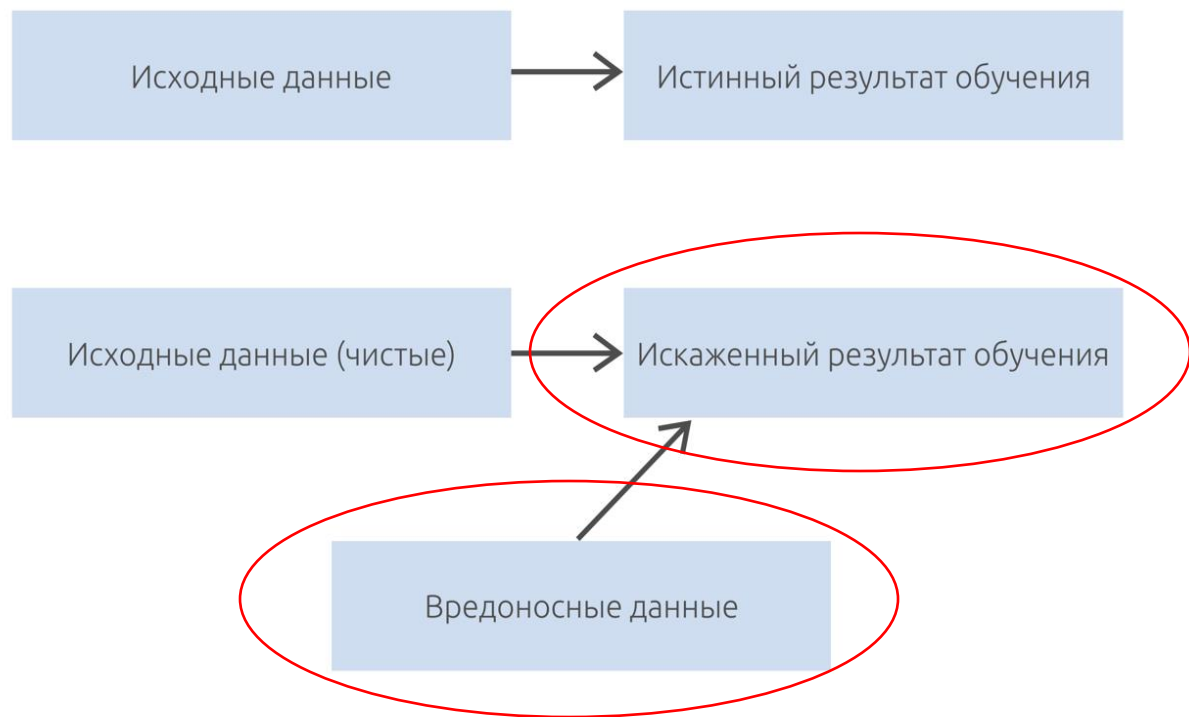 Исходные данные
Истинный результат обучения
Исходные данные (чистые)
Искаженный результат обучения
Вредоносные данные